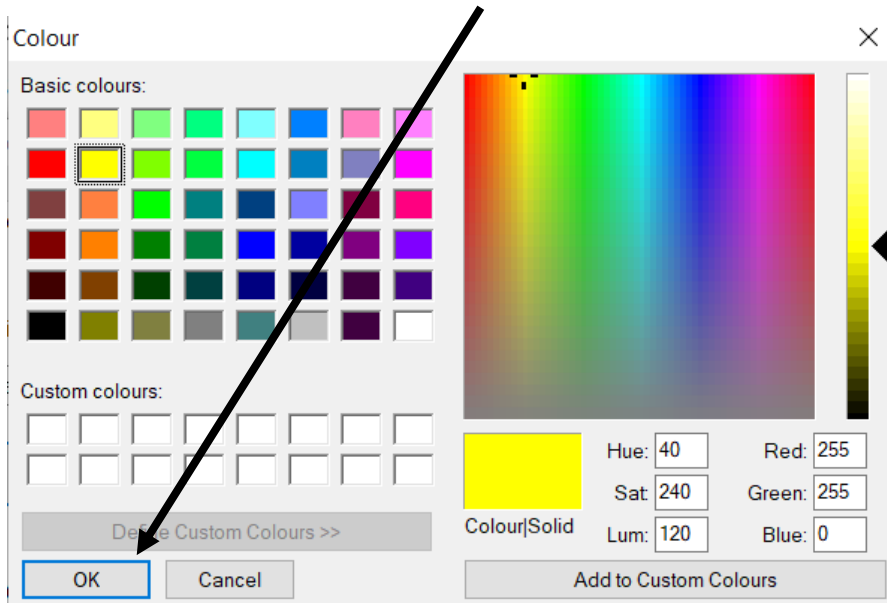 Colour
Basic colours:
Custom colours:
Define Custom Colours >>
OK
Cancel
Colour|Solid
Hue: 40
Sat: 240
Lum: 120
Red: 255
Green: 255
Blue: 0
Add to Custom Colours